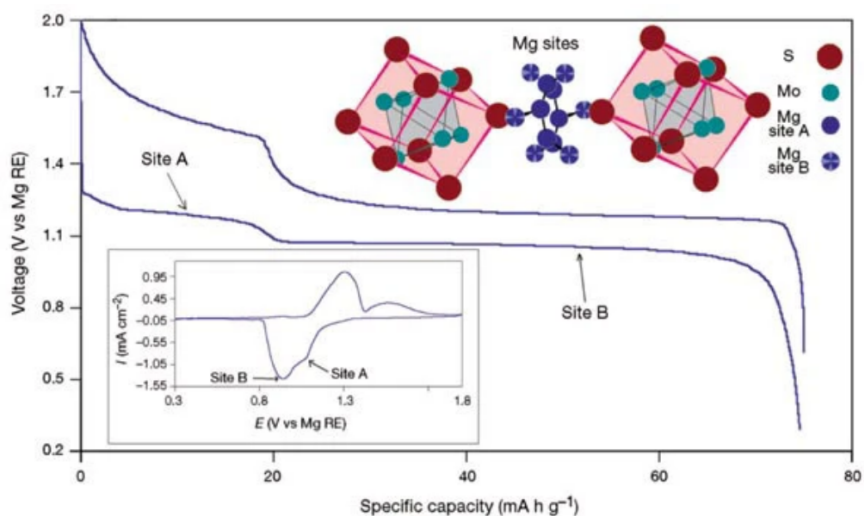 2.0
1.7
1.4
1.1
0.8
0.5
0.2
Voltage (V vs Mg RE)
Site A
Mg sites
S
Mo
Mg
site A
Mg
site B
Site B
0.95
0.45
-0.05
-1.05
-1.55
I (mA cm⁻²)
Site B
Site A
0.3
0.8
1.3
1.8
E (V vs Mg RE)
0
20
40
60
80
Specific capacity (mA h g⁻¹)